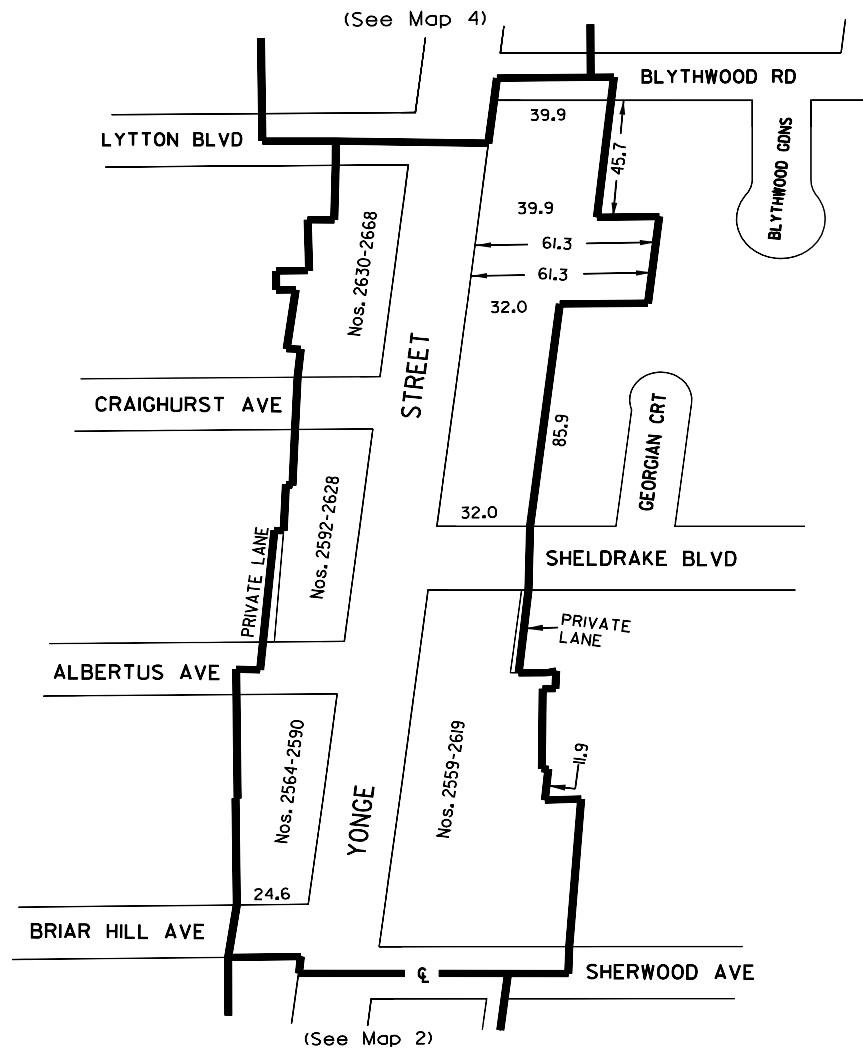 (See Map 4)
BLYTHWOOD RD
39.9
LYTTON BLVD
45.7
BLYTHWOOD GDNS
39.9
61.3
61.3
Nos. 2630-2668
32.0
STREET
CRAIGHURST AVE
85.9
GEORGIAN CRT
Nos. 2592-2628
32.0
PRIVATE LANE
SHELDRAKE BLVD
PRIVATE
LANE
ALBERTUS AVE
Nos. 2564-2590
Nos. 2559-2619
11.9
YONGE
24.6
BRIAR HILL AVE
℄
SHERWOOD AVE
(See Map 2)